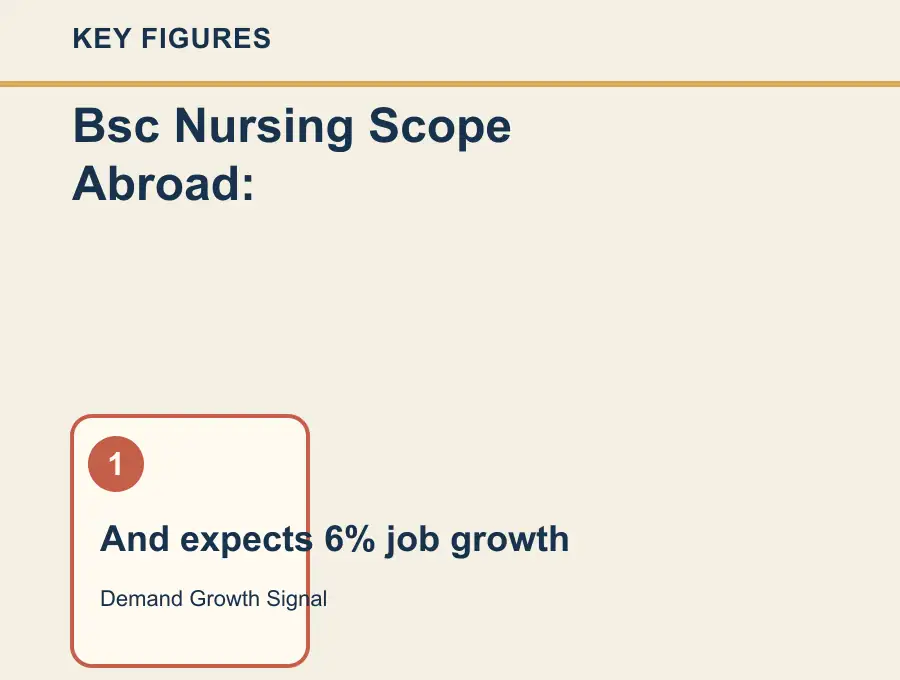 KEY FIGURES
Bsc Nursing Scope
Abroad:
1
And expects 6% job growth
Demand Growth Signal